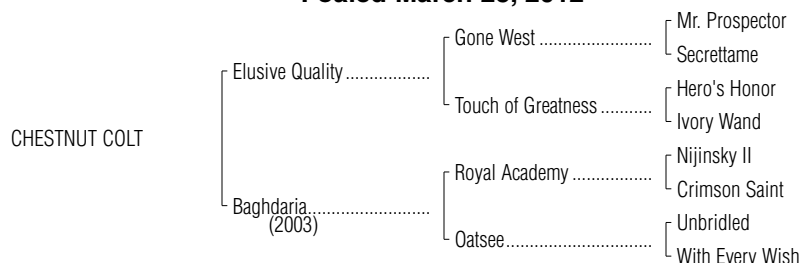 Foaled March 28, 2012
Mr. Prospector
Gone West
Secrettame
Elusive Quality
Hero's Honor
Touch of Greatness
Ivory Wand
CHESTNUT COLT
Nijinsky II
Royal Academy
Crimson Saint
Baghdaria
(2003)
Unbridled
Oatsee
With Every Wish